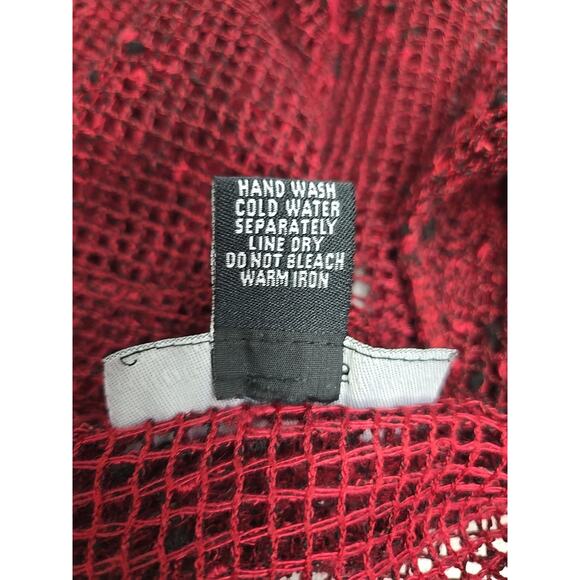 HAND WASH
COLD WATER
SEPARATELY
LINE DRY
DO NOT BLEACH
WARM IRON